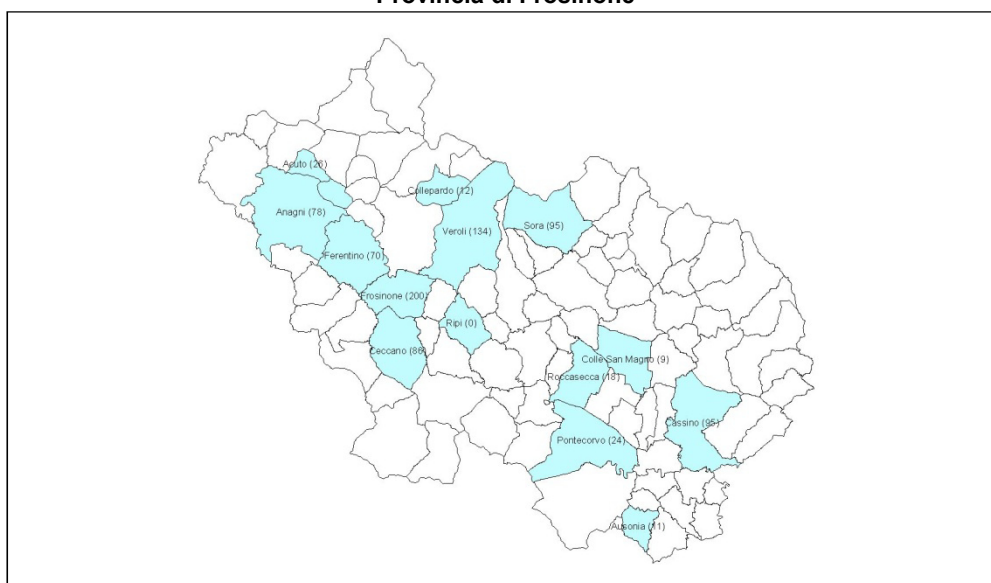 Provincia di Frosinone
Acuto (26)
Collepardo (12)
Anagni (78)
Sora (95)
Veroli (134)
Ferentino (70)
Frosinone (200)
Ripi (0)
Ceccano (86)
Colle San Magno (9)
Roccasecca (18)
Cassino (95)
Pontecorvo (24)
Ausonia (11)